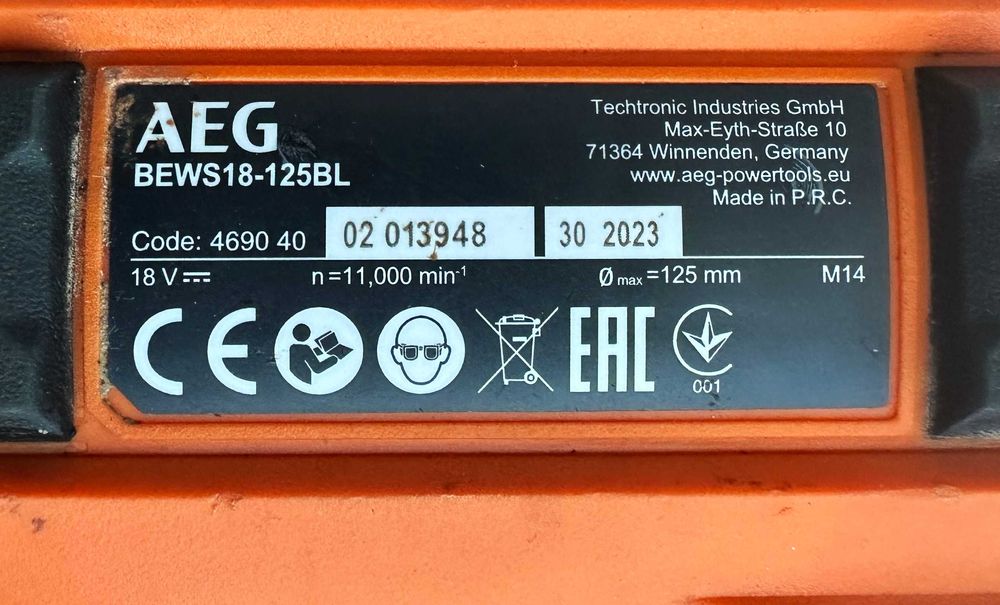 AEG
BEWS18-125BL
Techtronic Industries GmbH
Max-Eyth-Straße 10
71364 Winnenden, Germany
www.aeg-powertools.eu
Made in P.R.C.
Code: 4690 40 02 013948 30 2023
18 V n=11,000 min⁻¹ Ø max=125 mm M14
CE EAC
001